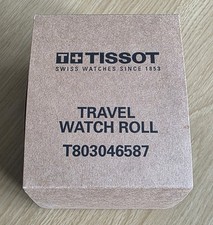 T+TISSOT
SWISS WATCHES SINCE 1853
TRAVEL
WATCH ROLL
T803046587